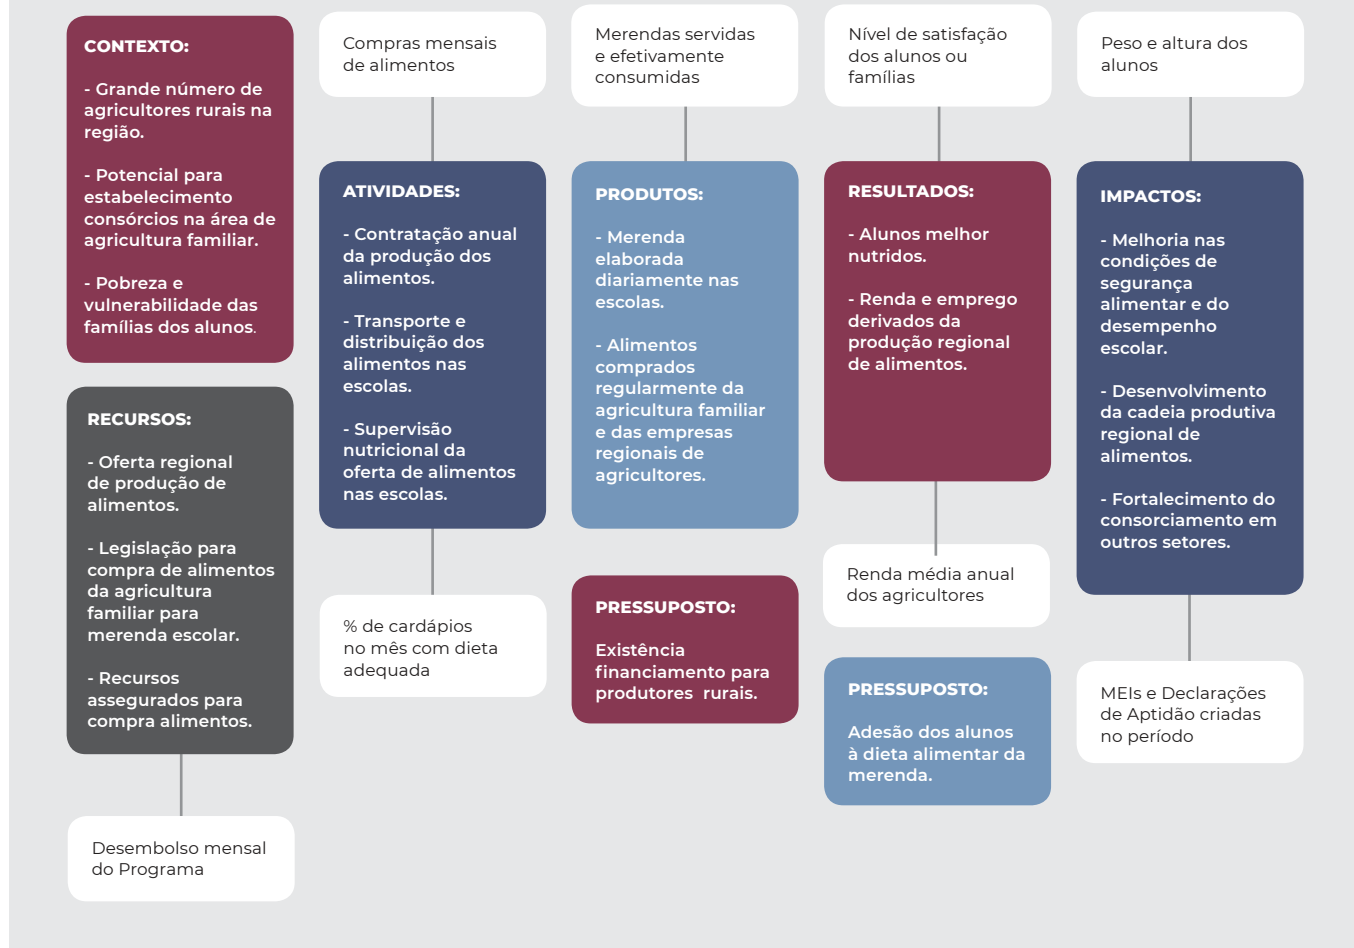 CONTEXTO:
- Grande número de
agricultores rurais na
região.
- Potencial para
estabelecimento
consórcios na área de
agricultura familiar.
- Pobreza e
vulnerabilidade das
famílias dos alunos.
RECURSOS:
- Oferta regional
de produção de
alimentos.
- Legislação para
compra de alimentos
da agricultura
familiar para
merenda escolar.
- Recursos
assegurados para
compra alimentos.
Desembolso mensal
do Programa
Compras mensais
de alimentos
ATIVIDADES:
- Contratação anual
da produção dos
alimentos.
- Transporte e
distribuição dos
alimentos nas
escolas.
- Supervisão
nutricional da
oferta de alimentos
nas escolas.
% de cardápios
no mês com dieta
adequada
Merendas servidas
e efetivamente
consumidas
PRODUTOS:
- Merenda
elaborada
diariamente nas
escolas.
- Alimentos
comprados
regularmente da
agricultura familiar
e das empresas
regionais de
agricultores.
PRESSUPOSTO:
Existência
financiamento para
produtores rurais.
Nível de satisfação
dos alunos ou
famílias
RESULTADOS:
- Alunos melhor
nutridos.
- Renda e emprego
derivados da
produção regional
de alimentos.
Renda média anual
dos agricultores
PRESSUPOSTO:
Adesão dos alunos
à dieta alimentar da
merenda.
Peso e altura dos
alunos
IMPACTOS:
- Melhoria nas
condições de
segurança
alimentar e do
desempenho
escolar.
- Desenvolvimento
da cadeia produtiva
regional de
alimentos.
- Fortalecimento do
consorciamento em
outros setores.
MEIs e Declarações
de Aptidão criadas
no período